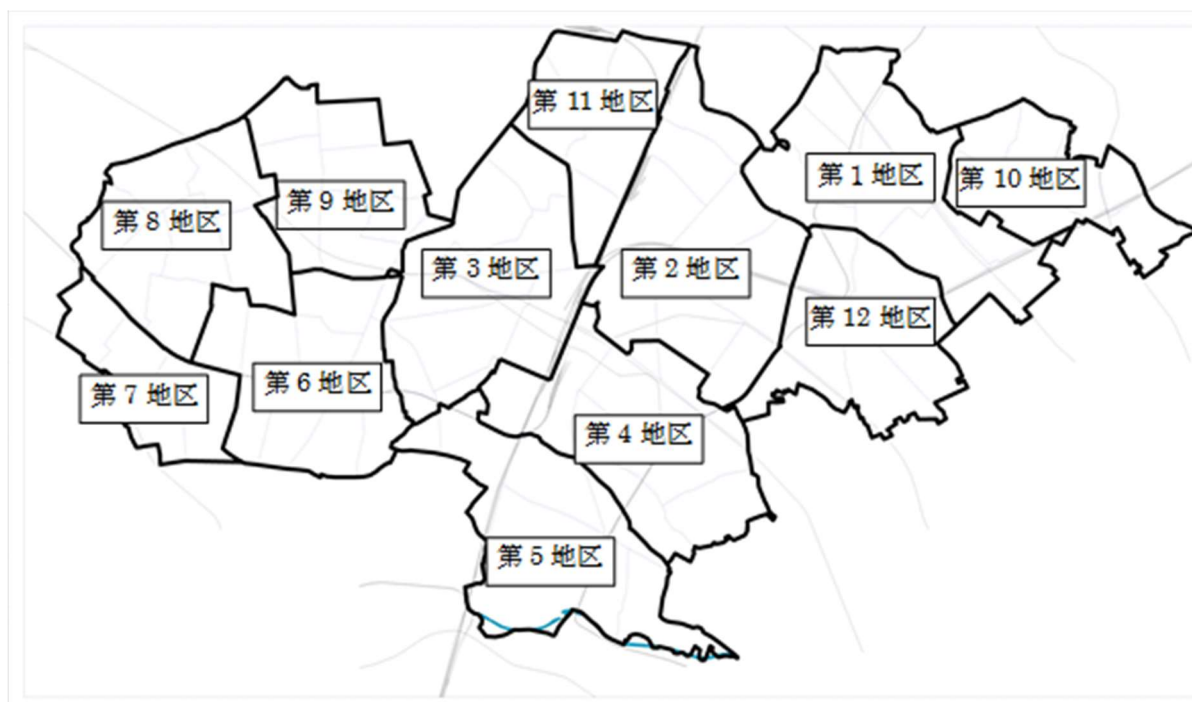 第 11 地区
第 1 地区
第 10 地区
第 9 地区
第 8 地区
第 3 地区
第 2 地区
第 12 地区
第 7 地区
第 6 地区
第 4 地区
第 5 地区